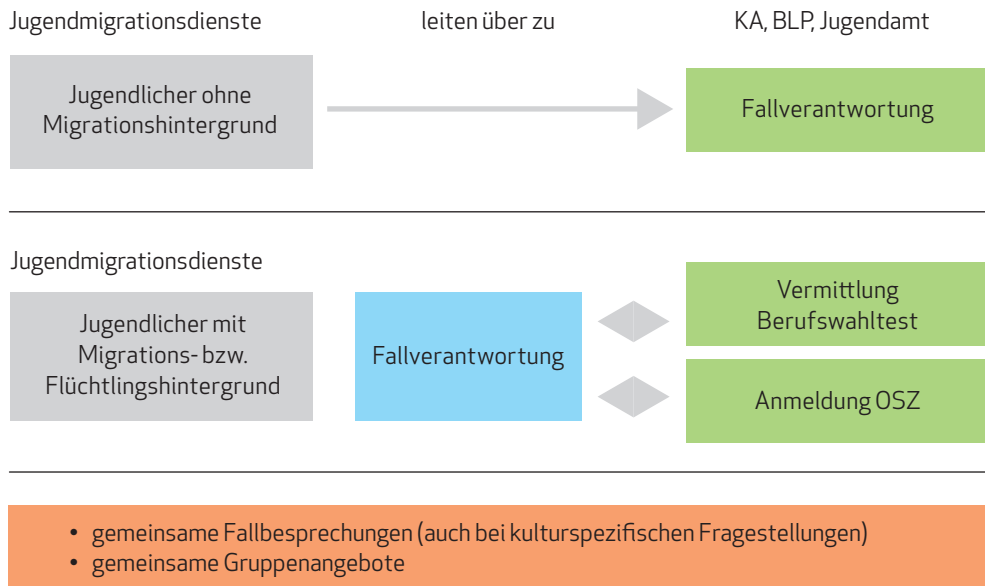 Jugendmigrationsdienste
leiten über zu
KA, BLP, Jugendamt
Jugendlicher ohne
Migrationshintergrund
Fallverantwortung
Jugendmigrationsdienste
Jugendlicher mit
Migrations- bzw.
Flüchtlingshintergrund
Fallverantwortung
Vermittlung
Berufswahltest
Anmeldung OSZ
• gemeinsame Fallbesprechungen (auch bei kulturspezifischen Fragestellungen)
• gemeinsame Gruppenangebote